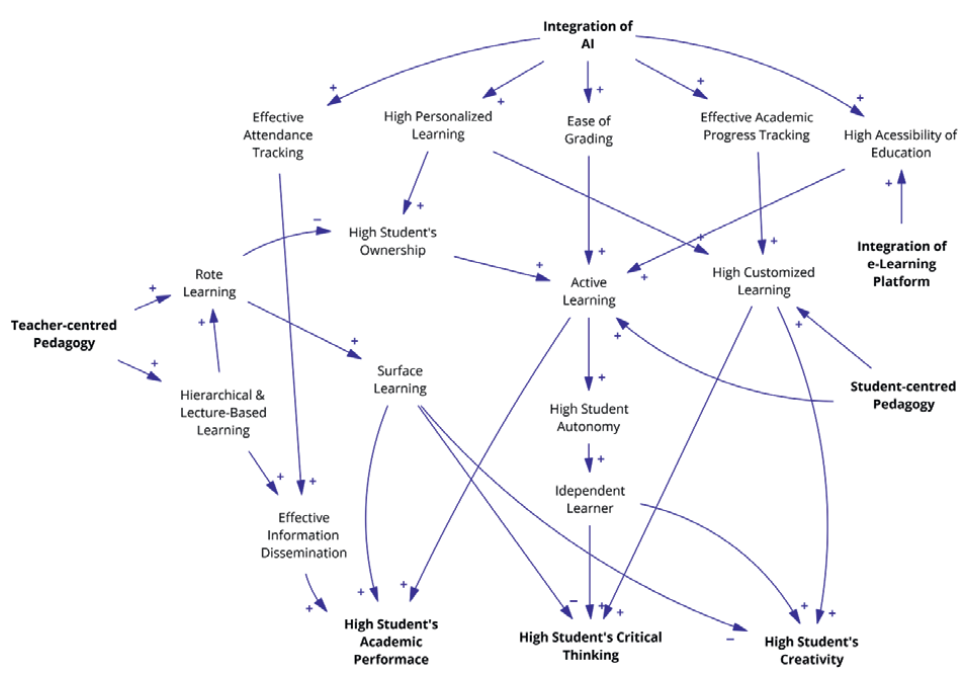 Integration of
AI
Effective
Attendance
Tracking
High Personalized
Learning
Ease of
Grading
Effective Academic
Progress Tracking
High Acessibility of
Education
High Student's
Ownership
Integration of
e-Learning
Platform
Rote
Learning
Active
Learning
High Customized
Learning
Teacher-centred
Pedagogy
Surface
Learning
Student-centred
Pedagogy
Hierarchical &
Lecture-Based
Learning
High Student
Autonomy
Idependent
Learner
Effective
Information
Dissemination
High Student's
Academic
Performace
High Student's Critical
Thinking
High Student's
Creativity